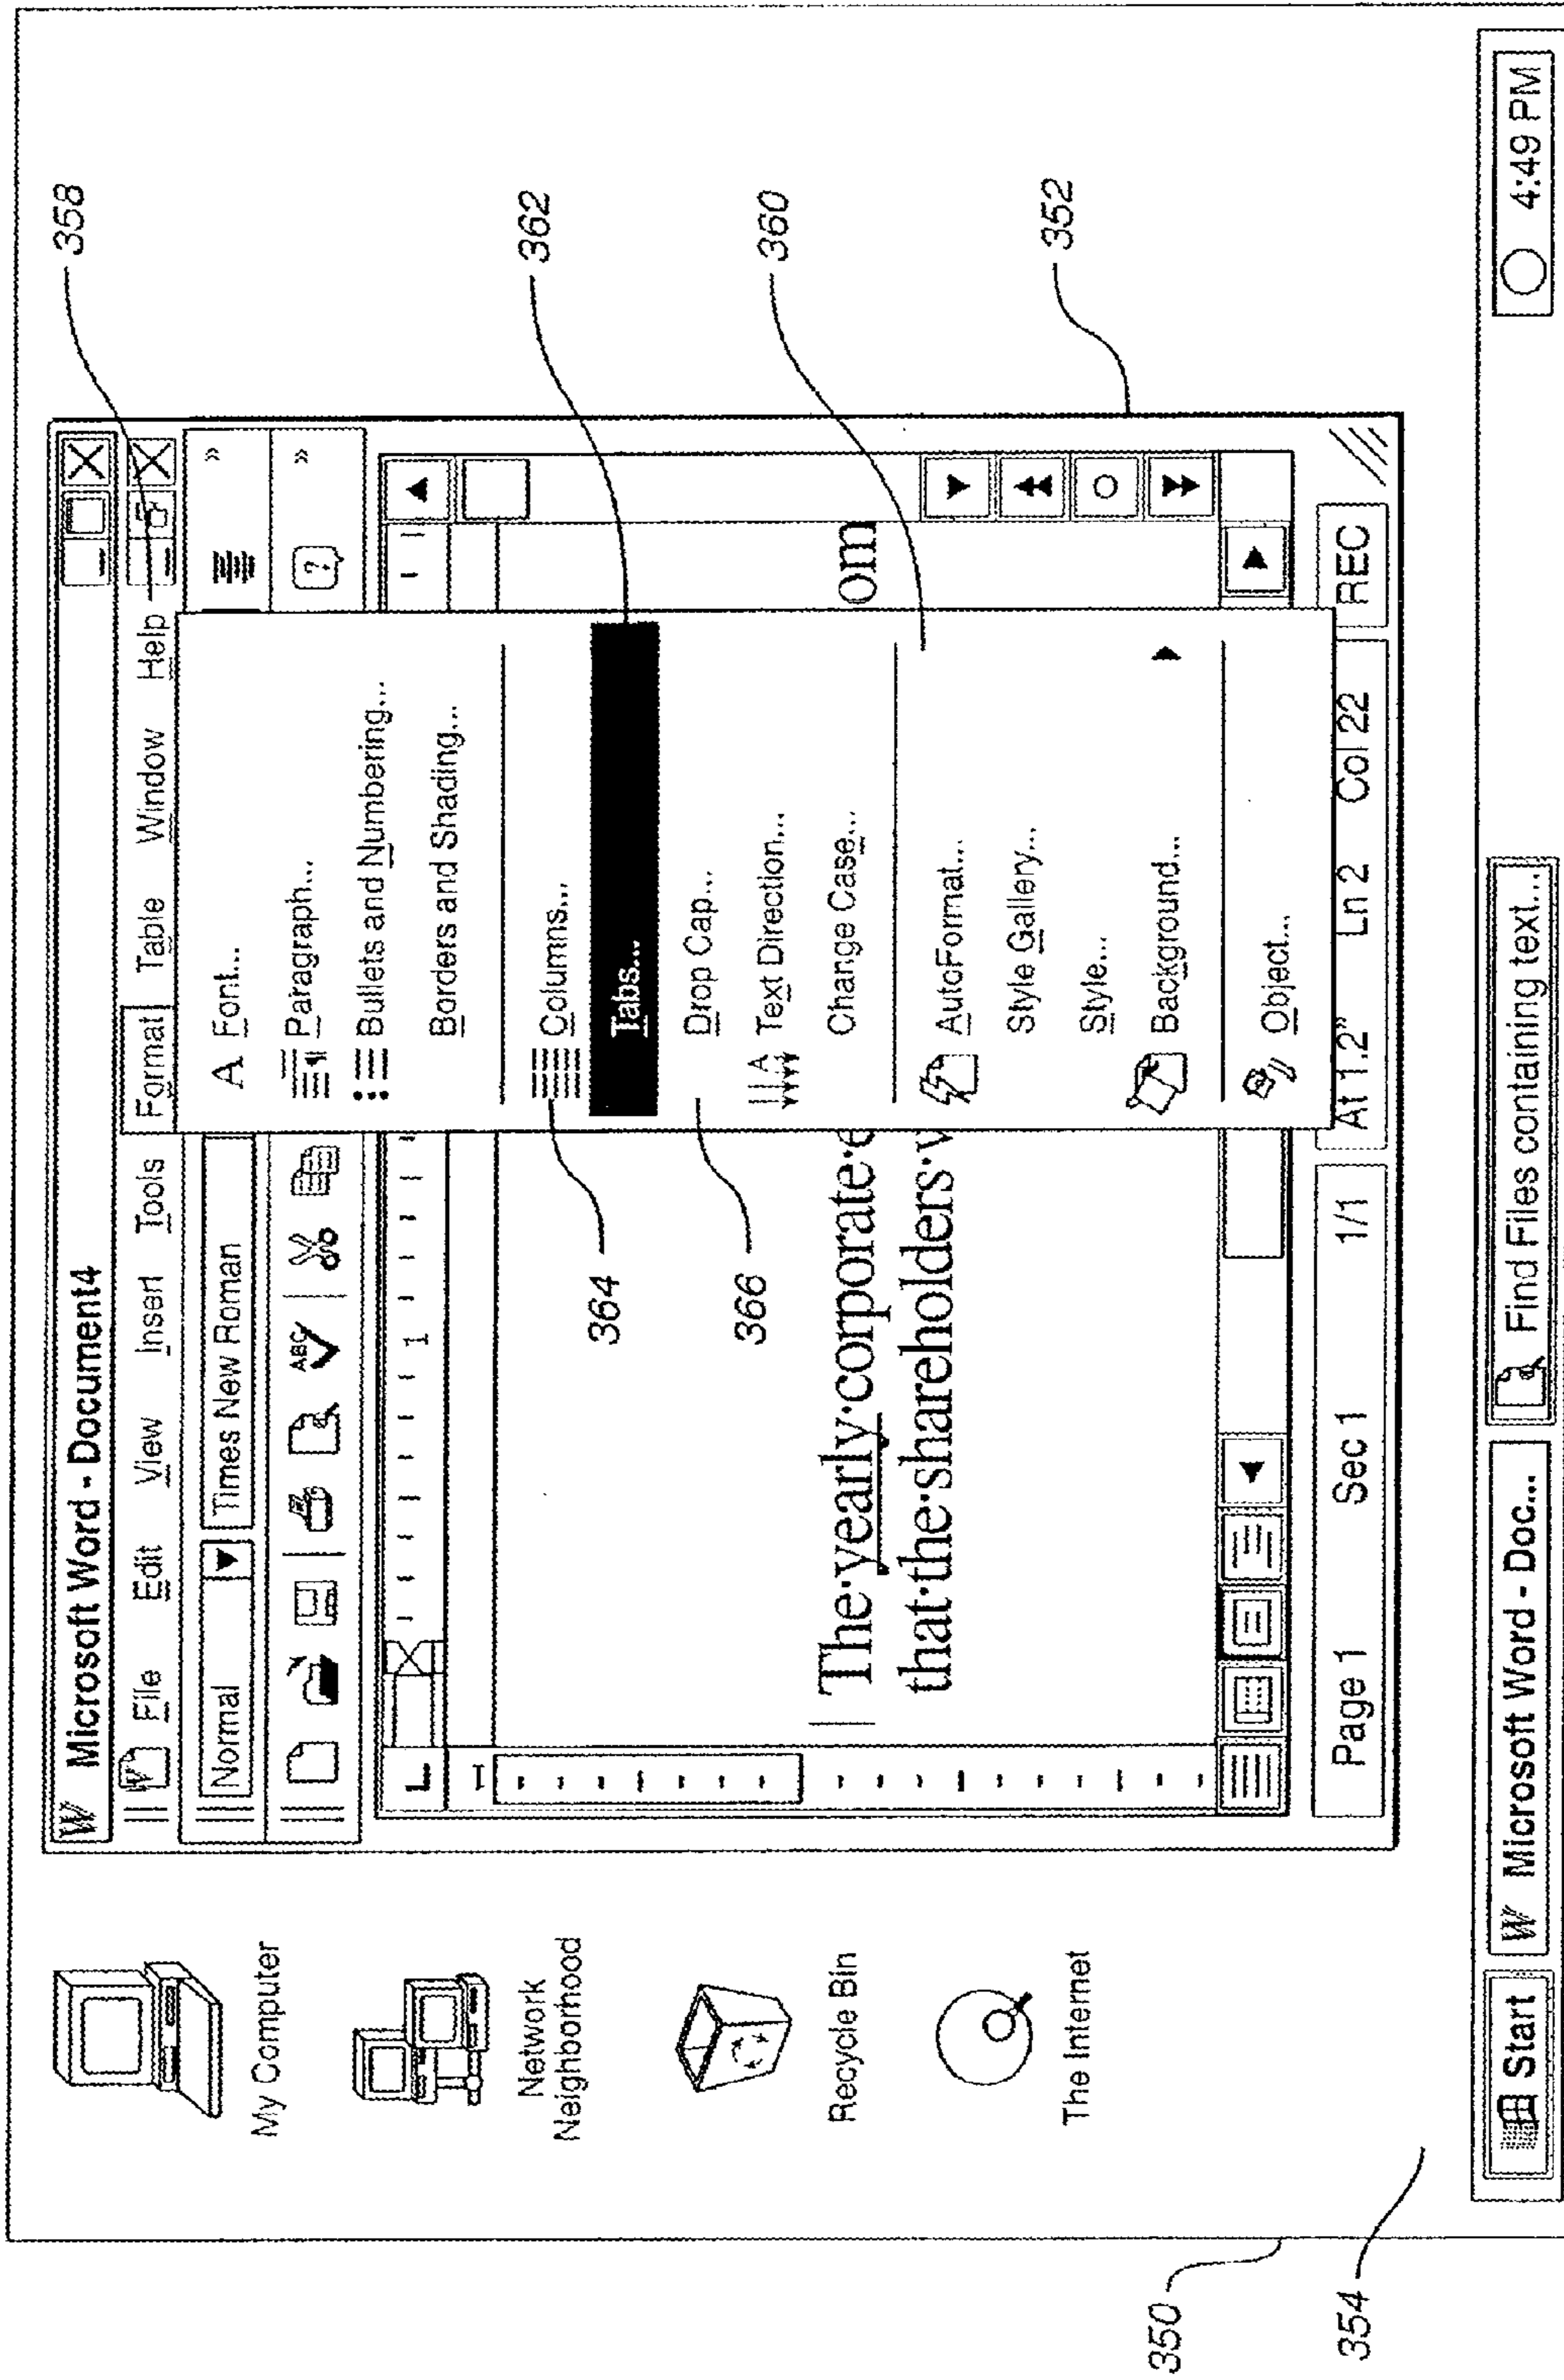 W Microsoft Word - Document4
W File Edit View Insert Tools Format Table Window Help
358
Normal Times New Roman »
ABC ? »
L 1
1
A Font...
¶ Paragraph...
Bullets and Numbering...
Borders and Shading...
Columns...
Tabs...
Drop Cap...
A Text Direction...
Change Case...
AutoFormat...
Style Gallery...
Style...
Background...
Object...
362
364
366
360
352
The·yearly·corporate·e
om
that·the·shareholders·v
Page 1 Sec 1 1/1 At 1.2” Ln 2 Col 22 REC
My Computer
Network
Neighborhood
Recycle Bin
The Internet
350
354
Start W Microsoft Word - Doc... Find Files containing text... 4:49 PM